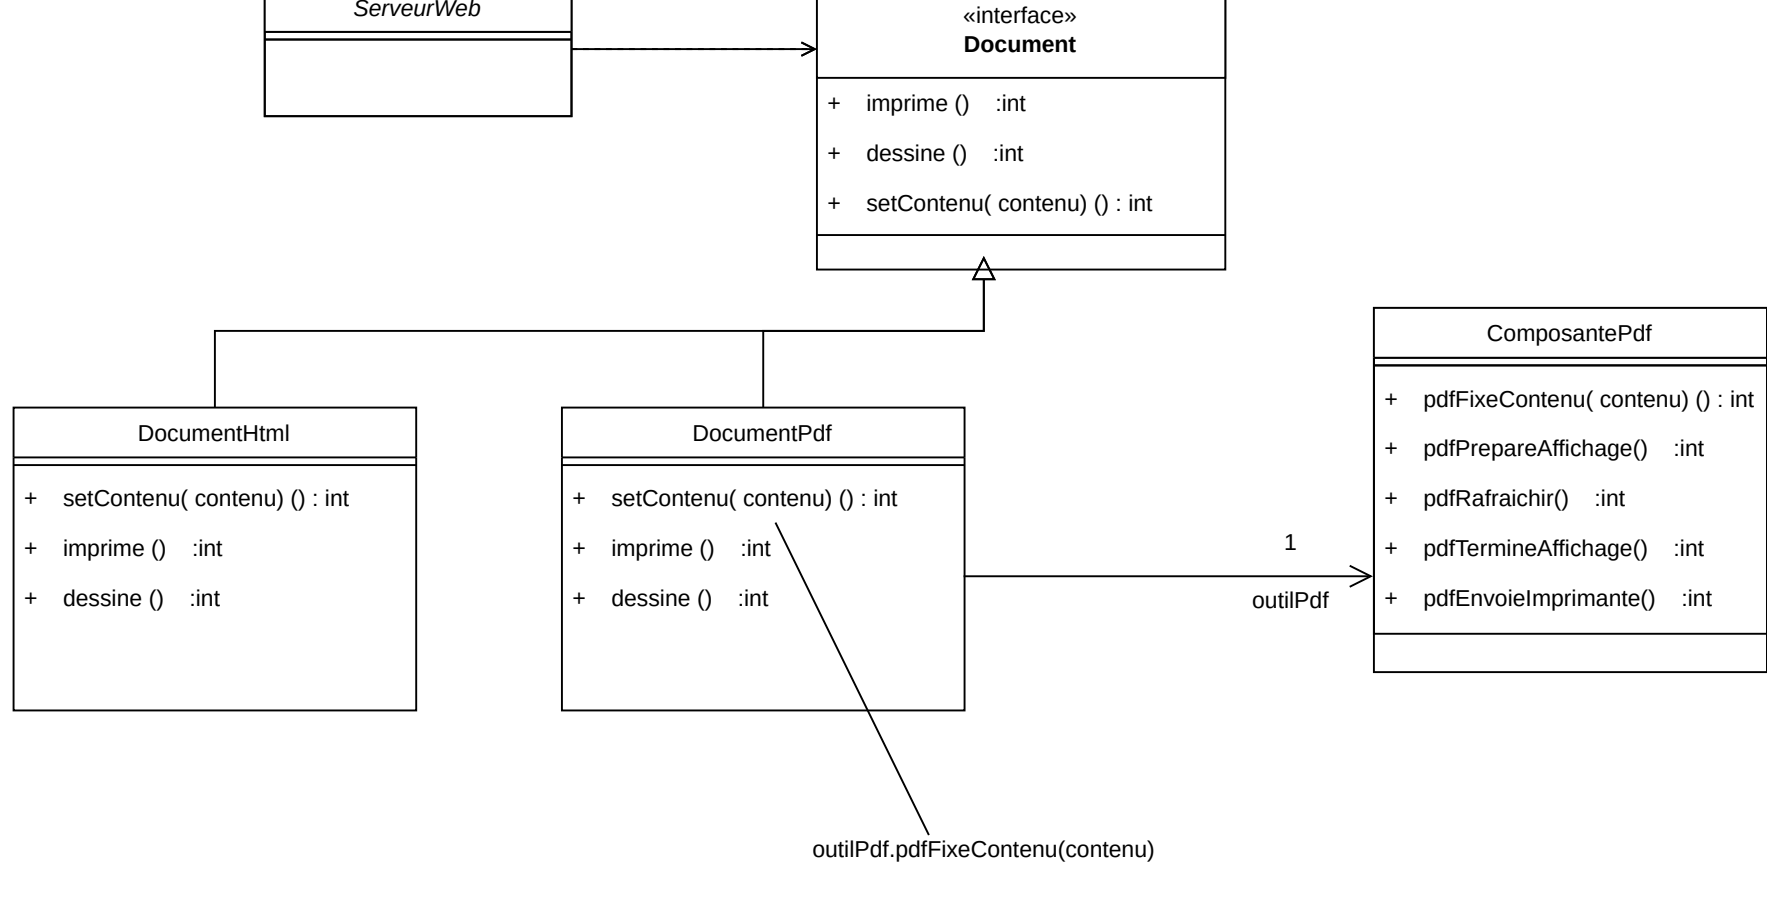 ServeurWeb
«interface»
Document
+ imprime () :int
+ dessine () :int
+ setContenu( contenu) () : int
ComposantePdf
+ pdfFixeContenu( contenu) () : int
+ pdfPrepareAffichage() :int
+ pdfRafraichir() :int
+ pdfTermineAffichage() :int
+ pdfEnvoieImprimante() :int
DocumentHtml
+ setContenu( contenu) () : int
+ imprime () :int
+ dessine () :int
DocumentPdf
+ setContenu( contenu) () : int
+ imprime () :int
+ dessine () :int
1
outilPdf
outilPdf.pdfFixeContenu(contenu)